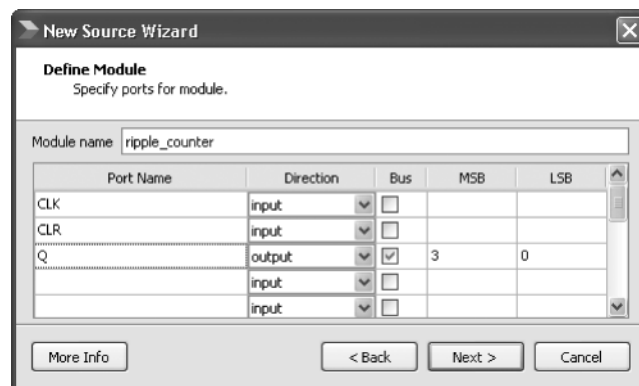 New Source Wizard
Define Module
Specify ports for module.
Module name ripple_counter
Port Name Direction Bus MSB LSB
CLK input
CLR input
Q output 3 0
input
input
More Info < Back Next > Cancel